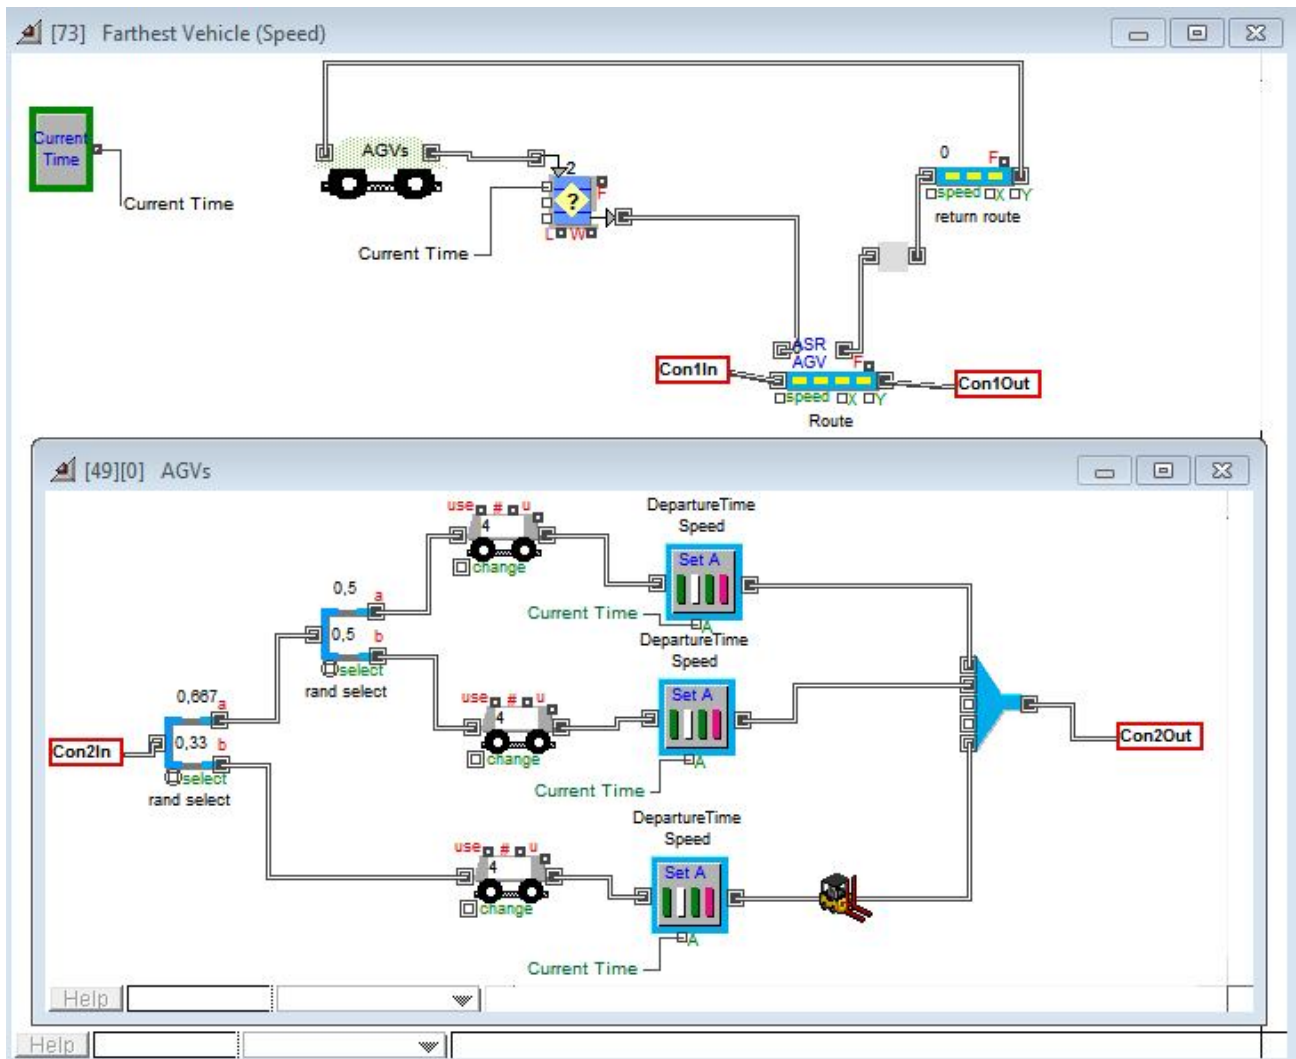 [73] Farthest Vehicle (Speed)
Current
Time
Current Time
AGVs
2
?
F
L W
Current Time
0
F
speed X Y
return route
ASR
AGV
F
Con1In
Con1Out
speed X Y
Route
[49][0] AGVs
use # u
4
change
DepartureTime
Speed
Set A
Current Time
A
0,5
a
0,5
b
select
rand select
use # u
4
change
DepartureTime
Speed
Set A
Current Time
A
0,667
a
0,33
b
select
rand select
Con2In
Con2Out
use # u
4
change
DepartureTime
Speed
Set A
Current Time
A
Help
Help